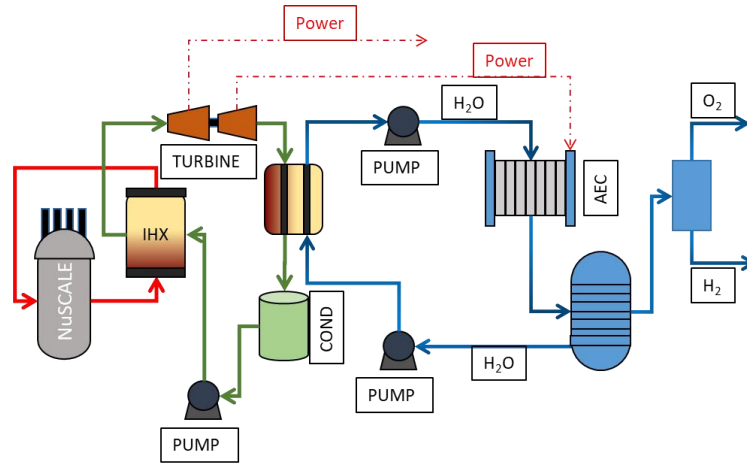 Power
Power
H₂O
O₂
TURBINE
PUMP
AEC
IHX
NuSCALE
H₂
COND
H₂O
PUMP
PUMP